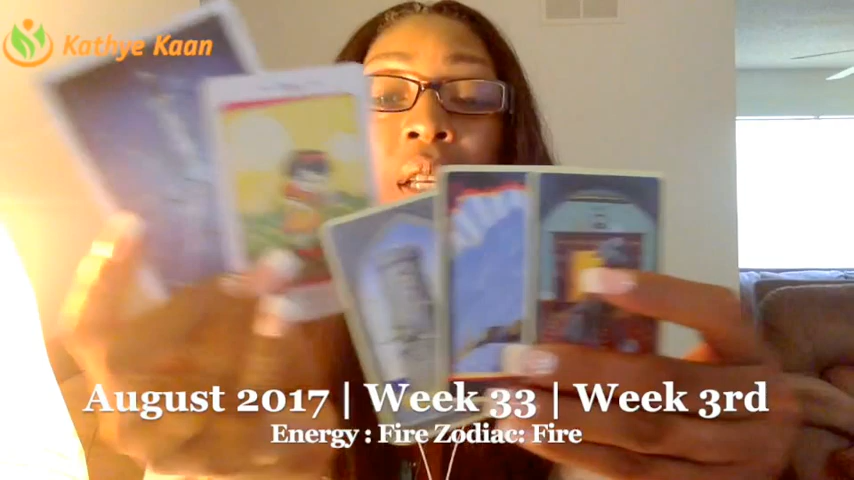 Kathye Kaan
August 2017 | Week 33 | Week 3rd
Energy : Fire Zodiac: Fire